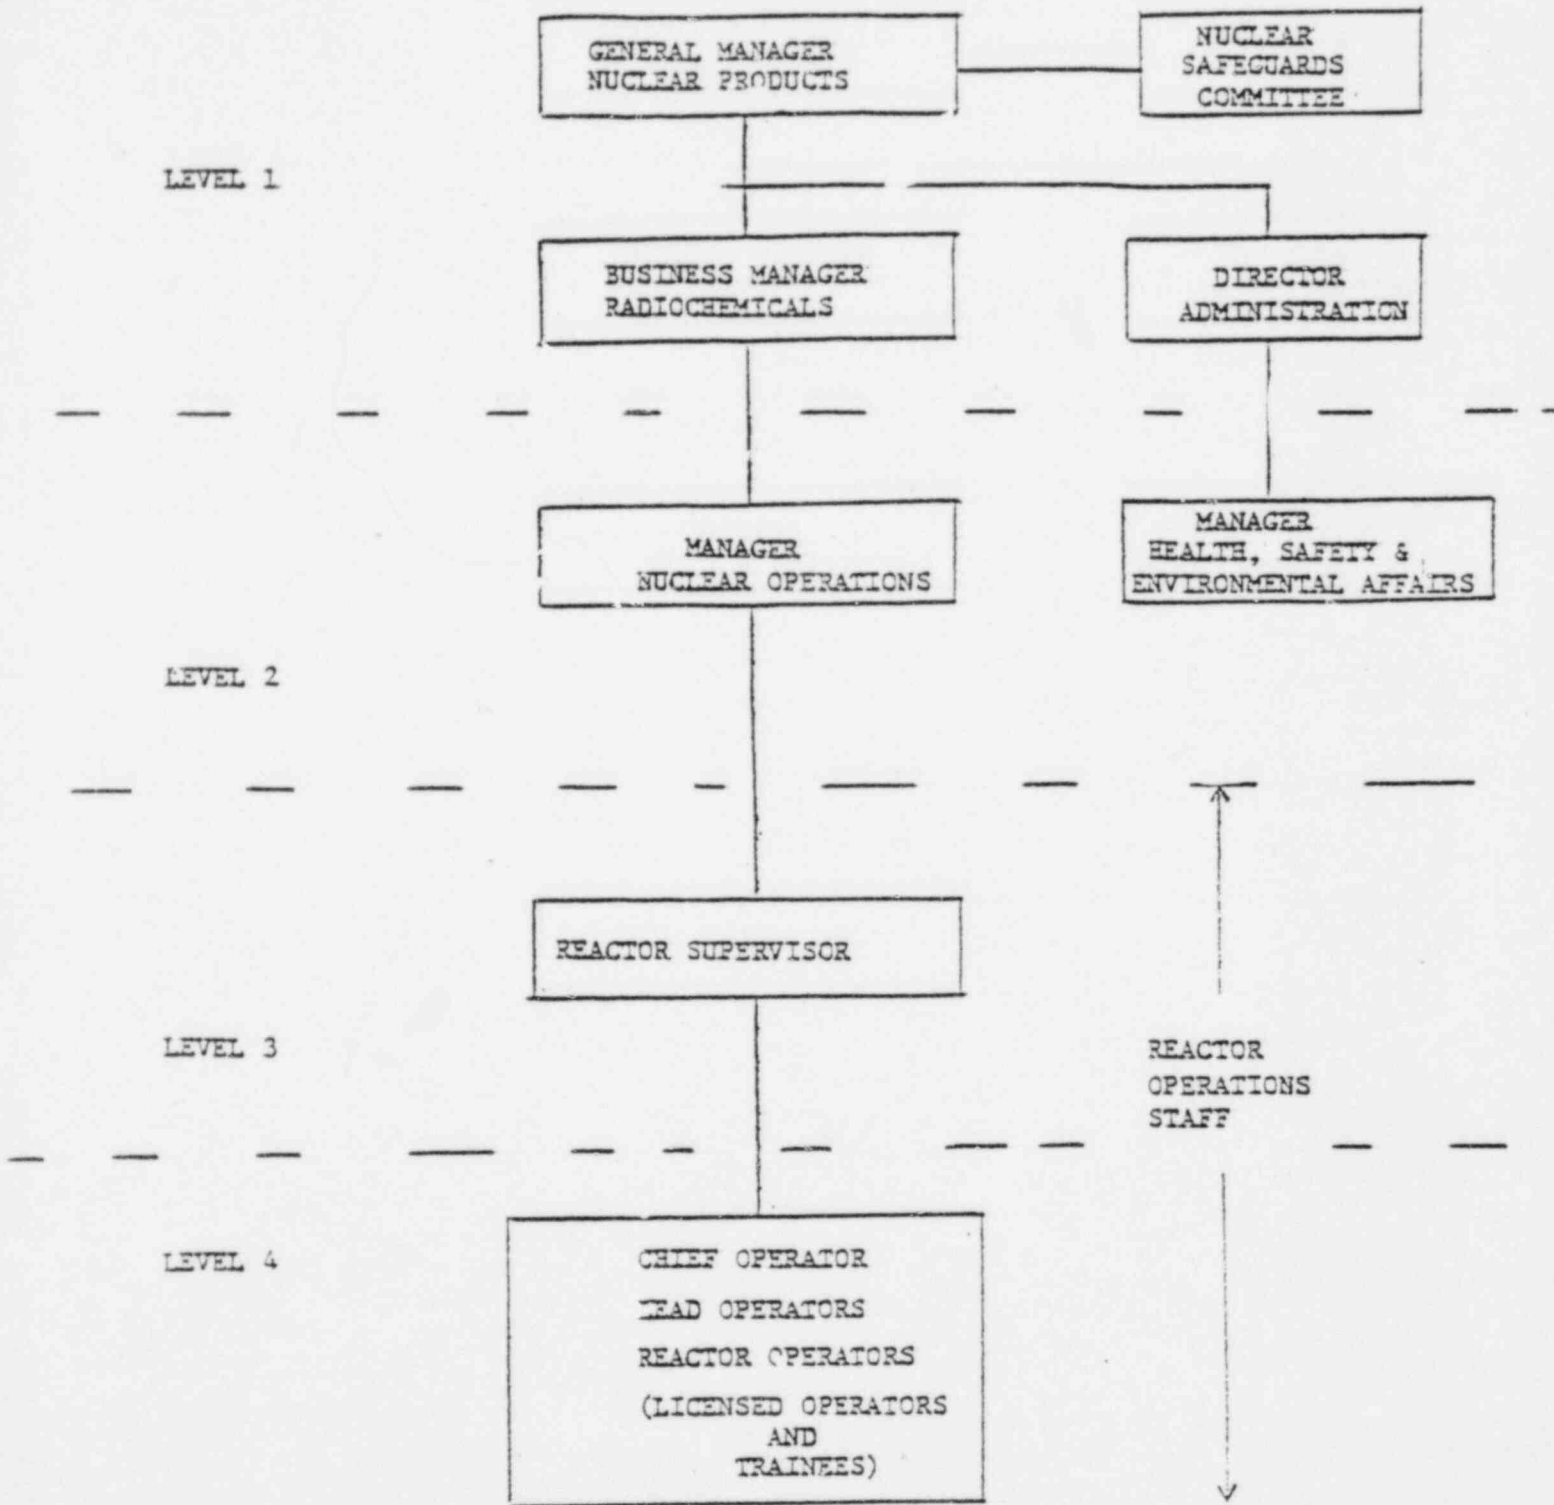 GENERAL MANAGER
NUCLEAR PRODUCTS
NUCLEAR
SAFEGUARDS
COMMITTEE
LEVEL 1
BUSINESS MANAGER
RADIOCHEMICALS
DIRECTOR
ADMINISTRATION
MANAGER
NUCLEAR OPERATIONS
MANAGER
HEALTH, SAFETY &
ENVIRONMENTAL AFFAIRS
LEVEL 2
REACTOR SUPERVISOR
LEVEL 3
REACTOR
OPERATIONS
STAFF
LEVEL 4
CHIEF OPERATOR
LEAD OPERATORS
REACTOR OPERATORS
(LICENSED OPERATORS
AND
TRAINEES)